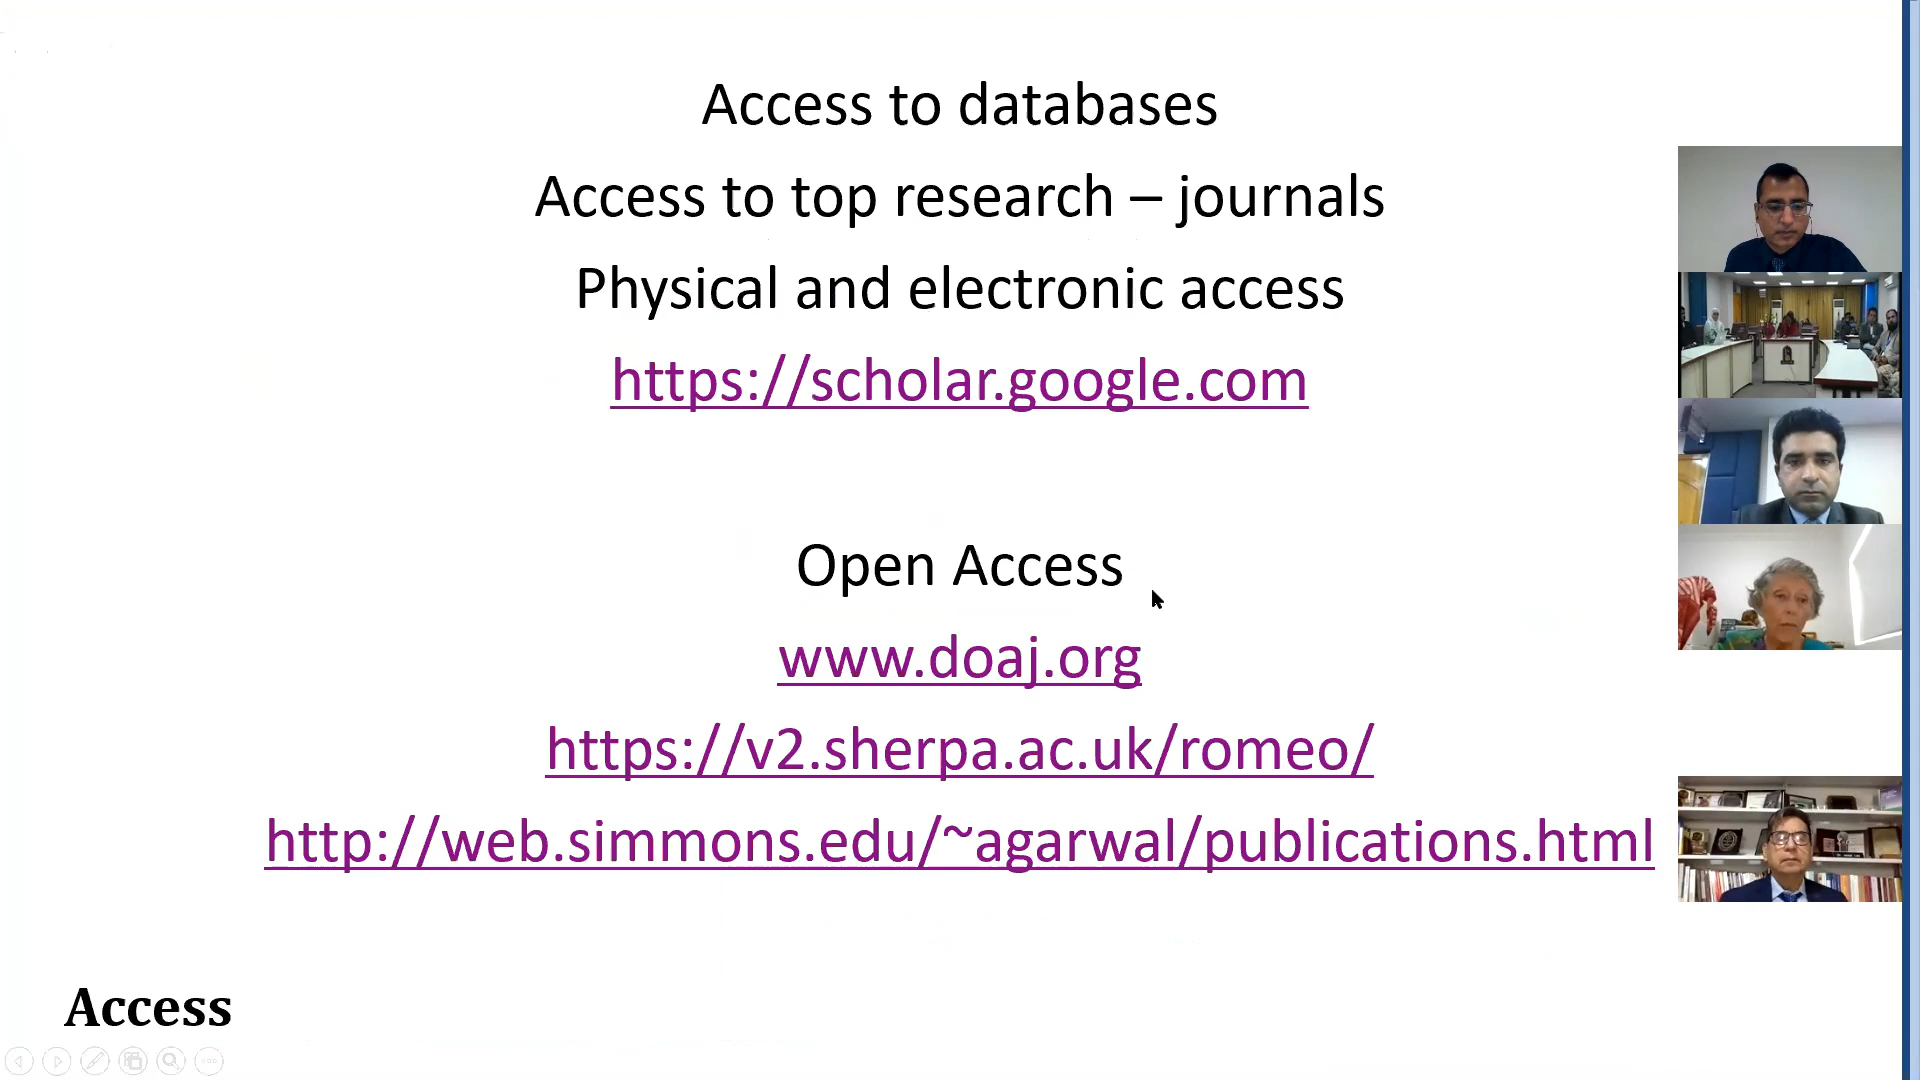 Access to databases
Access to top research – journals
Physical and electronic access
https://scholar.google.com
Open Access
www.doaj.org
https://v2.sherpa.ac.uk/romeo/
http://web.simmons.edu/~agarwal/publications.html
Access